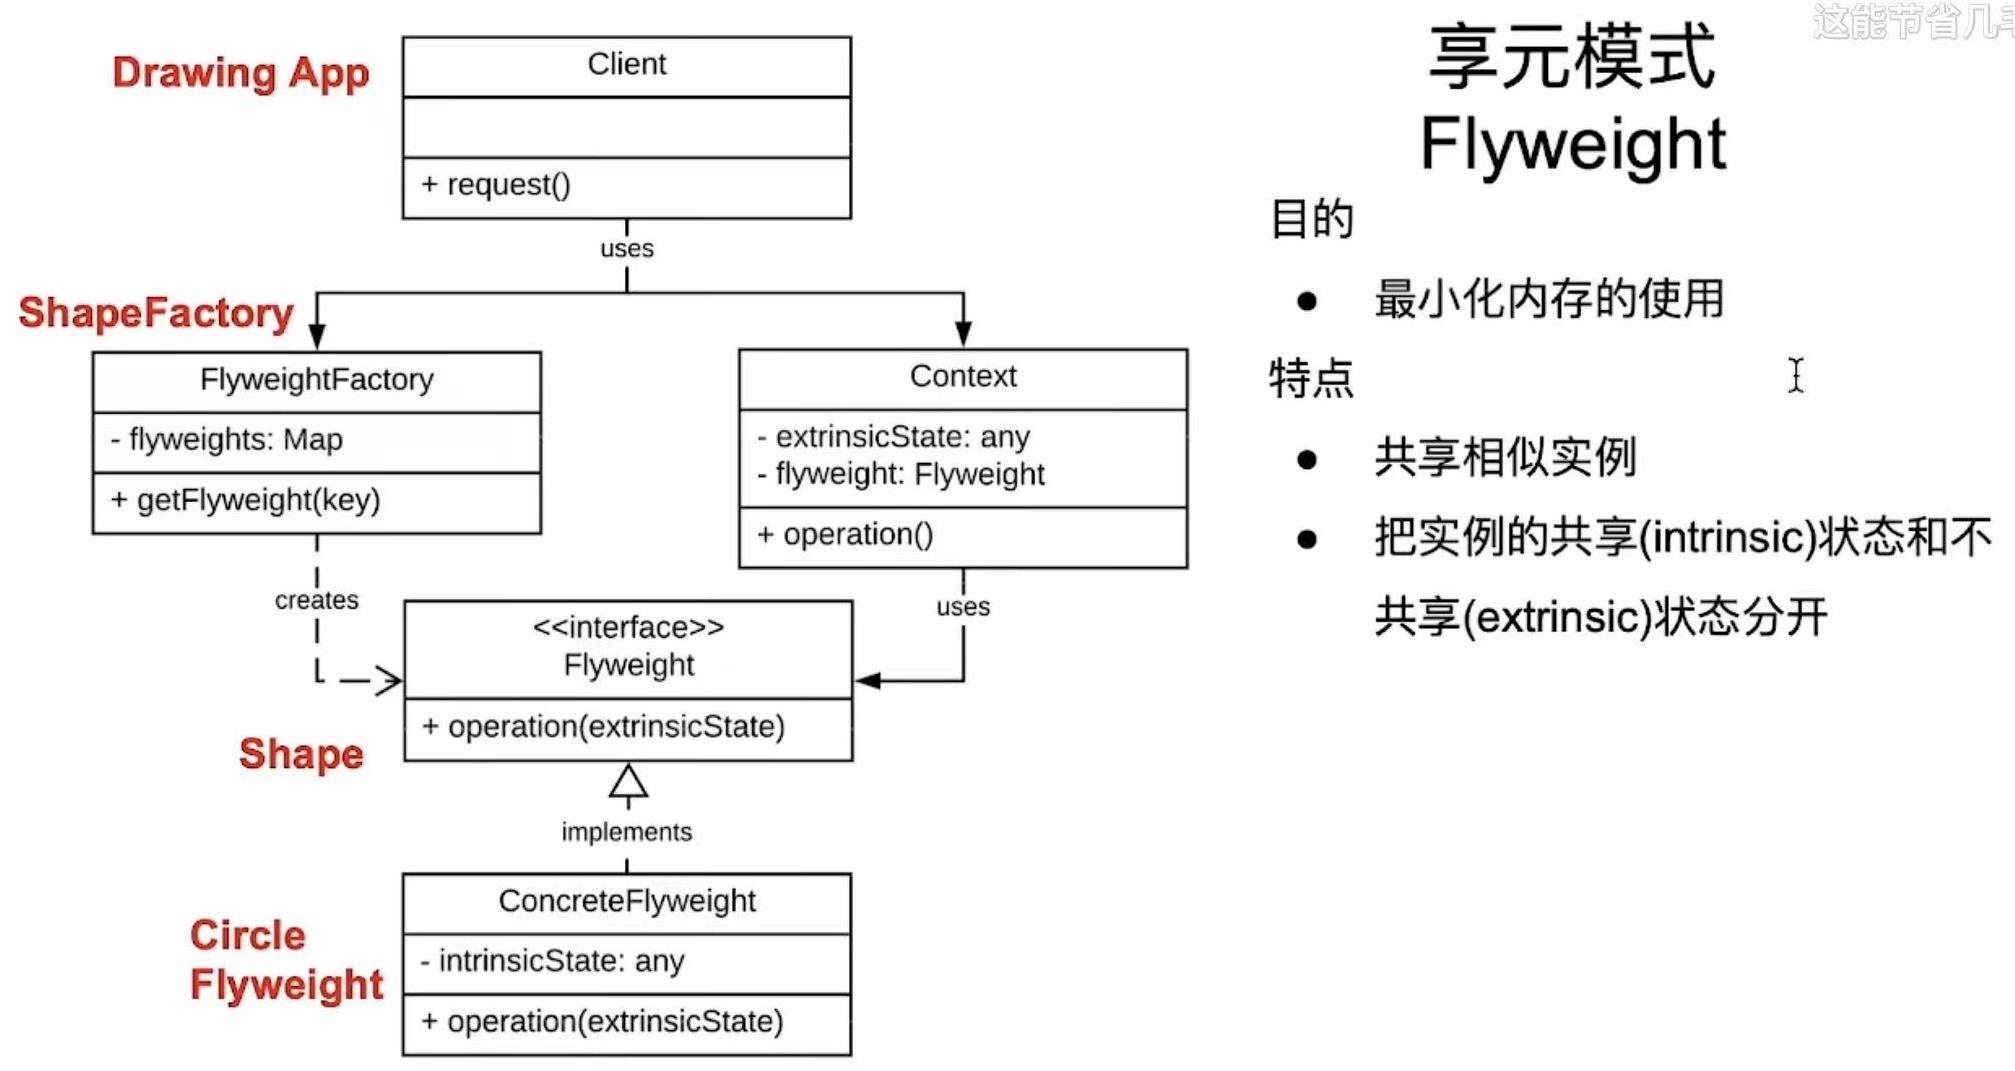 Drawing App
Client
+ request()
uses
ShapeFactory
FlyweightFactory
- flyweights: Map
+ getFlyweight(key)
Context
- extrinsicState: any
- flyweight: Flyweight
+ operation()
creates
uses
<<interface>>
Flyweight
+ operation(extrinsicState)
Shape
implements
Circle
Flyweight
ConcreteFlyweight
- intrinsicState: any
+ operation(extrinsicState)
这能节省几
享元模式
Flyweight
目的
● 最小化内存的使用
特点
● 共享相似实例
● 把实例的共享(intrinsic)状态和不
共享(extrinsic)状态分开